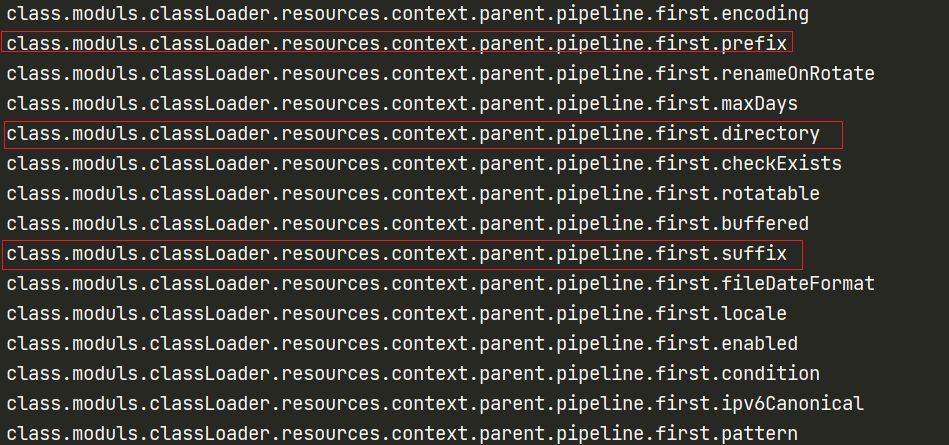 class.moduls.classLoader.resources.context.parent.pipeline.first.encoding
class.moduls.classLoader.resources.context.parent.pipeline.first.prefix
class.moduls.classLoader.resources.context.parent.pipeline.first.renameOnRotate
class.moduls.classLoader.resources.context.parent.pipeline.first.maxDays
class.moduls.classLoader.resources.context.parent.pipeline.first.directory
class.moduls.classLoader.resources.context.parent.pipeline.first.checkExists
class.moduls.classLoader.resources.context.parent.pipeline.first.rotatable
class.moduls.classLoader.resources.context.parent.pipeline.first.buffered
class.moduls.classLoader.resources.context.parent.pipeline.first.suffix
class.moduls.classLoader.resources.context.parent.pipeline.first.fileDateFormat
class.moduls.classLoader.resources.context.parent.pipeline.first.locale
class.moduls.classLoader.resources.context.parent.pipeline.first.enabled
class.moduls.classLoader.resources.context.parent.pipeline.first.condition
class.moduls.classLoader.resources.context.parent.pipeline.first.ipv6Canonical
class.moduls.classLoader.resources.context.parent.pipeline.first.pattern